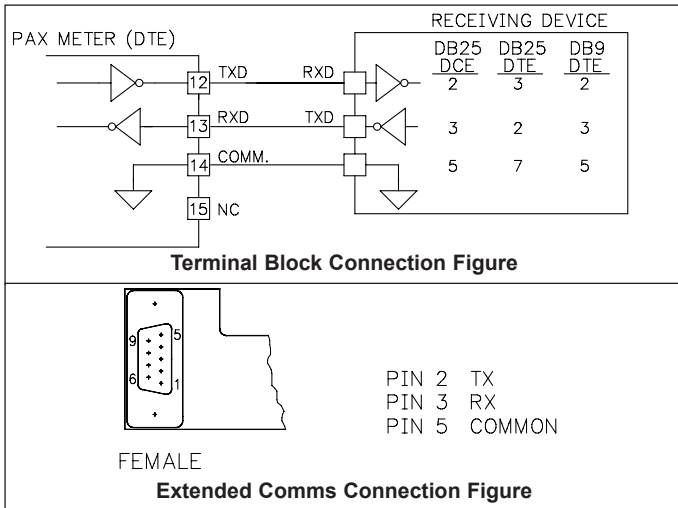 RECEIVING DEVICE
PAX METER (DTE)
DB25 DB25 DB9
DCE DTE DTE
12 TXD RXD 2 3 2
13 RXD TXD 3 2 3
14 COMM. 5 7 5
15 NC
Terminal Block Connection Figure
9 5
6 1
PIN 2 TX
PIN 3 RX
PIN 5 COMMON
FEMALE
Extended Comms Connection Figure